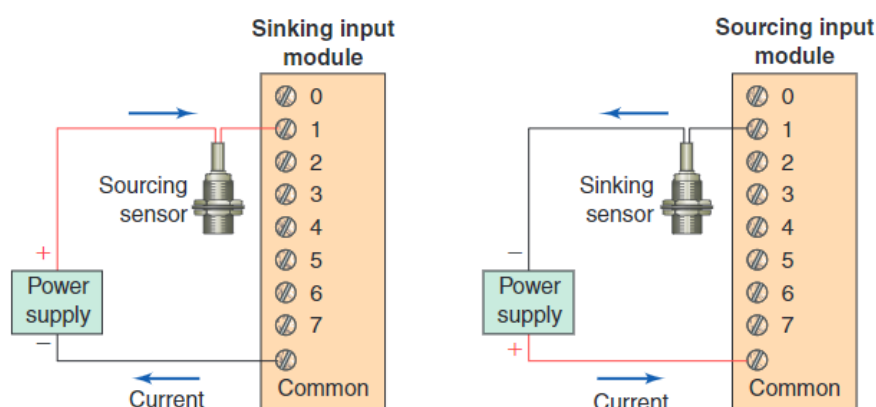 Sinking input
module
0
1
2
3
4
5
6
7
Common
Sourcing
sensor
+
Power
supply
−
Current
Sourcing input
module
0
1
2
3
4
5
6
7
Common
Sinking
sensor
−
Power
supply
+
Current